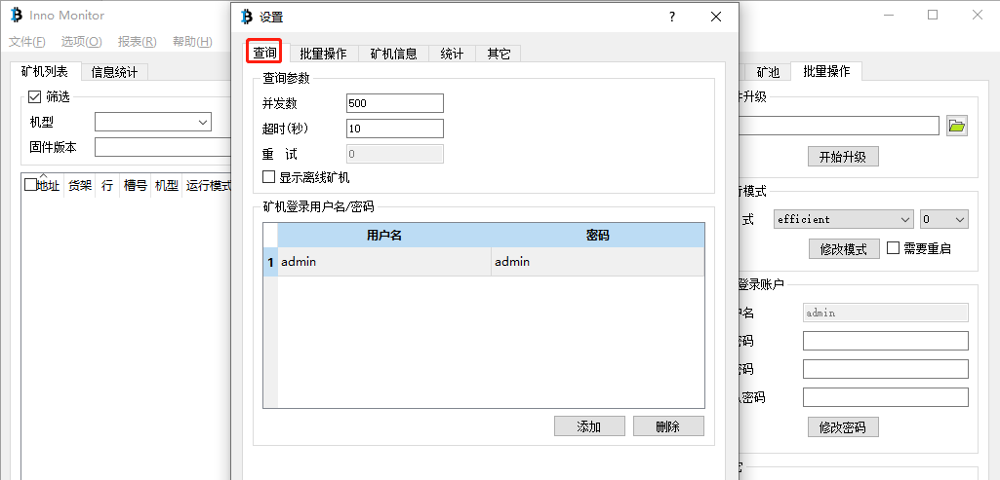 Inno Monitor
文件(F) 选项(O) 报表(R) 帮助(H)
矿机列表 信息统计
筛选
机型
固件版本
地址 货架 行 槽号 机型 运行模式
设置 ?
查询 批量操作 矿机信息 统计 其它
查询参数
并发数 500
超时(秒) 10
重 试 0
显示离线矿机
矿机登录用户名/密码
用户名 密码
1 admin admin
添加 删除
矿池 批量操作
升级
开始升级
模式
式 efficient 0
修改模式 需要重启
登录账户
名 admin
密码
密码
密码
修改密码